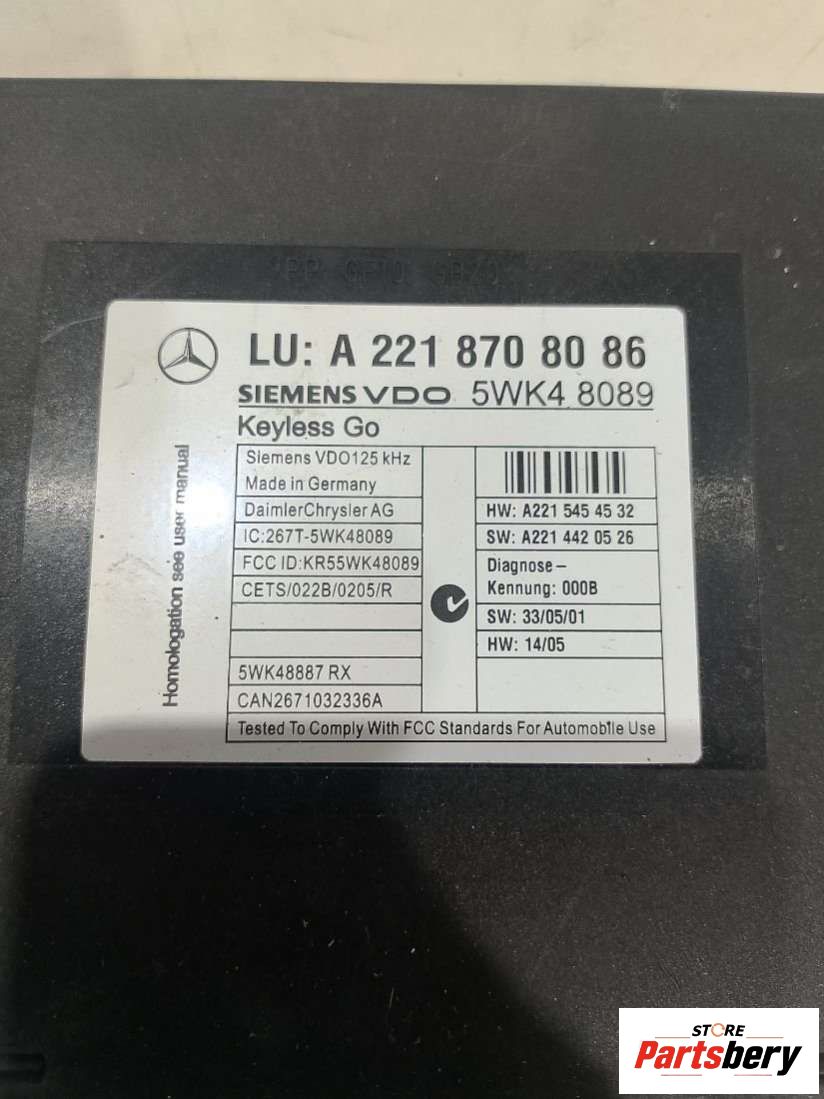 LU: A 221 870 80 86
SIEMENS VDO 5WK4 8089
Keyless Go
Homologation see user manual
Siemens VDO125 kHz
Made in Germany
DaimlerChrysler AG
IC:267T-5WK48089
FCC ID:KR55WK48089
CETS/022B/0205/R
5WK48887 RX
CAN2671032336A
HW: A221 545 45 32
SW: A221 442 05 26
Diagnose –
Kennung: 000B
SW: 33/05/01
HW: 14/05
Tested To Comply With FCC Standards For Automobile Use
STORE
Partsbery